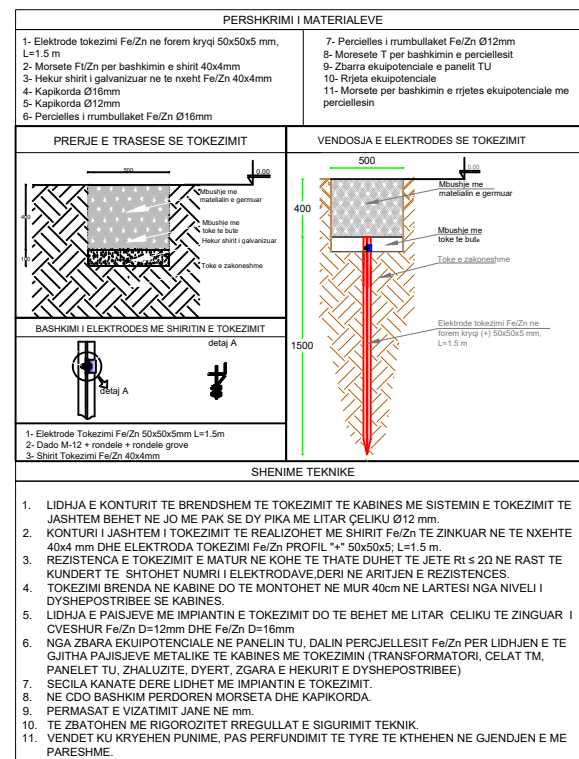 PERSHKRIMI I MATERIALEVE
1- Elektrode tokezimi Fe/Zn ne forem kryqi 50x50x5 mm,
L=1.5 m
2- Morsete Ft/Zn per bashkimin e shirit 40x4mm
3- Hekur shirit i galvanizuar ne te nxeht Fe/Zn 40x4mm
4- Kapikorda Ø16mm
5- Kapikorda Ø12mm
6- Percielles i rrumbullaket Fe/Zn Ø16mm
7- Percielles i rrumbullaket Fe/Zn Ø12mm
8- Moresete T per bashkimin e perciellesit
9- Zbarra ekuipotenciale e panelit TU
10- Rrjeta ekuipotenciale
11- Morsete per bashkimin e rrjetes ekuipotenciale me
perciellesin
PRERJE E TRASESE SE TOKEZIMIT
500
0.00
400
100
Mbushje me
matelialin e germuar
Mbushje me
toke te bute
Hekur shirit i galvanizuar
Toke e zakoneshme
BASHKIMI I ELEKTRODES ME SHIRITIN E TOKEZIMIT
detaj A
detaj A
1- Elektrode Tokezimi Fe/Zn 50x50x5mm L=1.5m
2- Dado M-12 + rondele + rondele grove
3- Shirit Tokezimi Fe/Zn 40x4mm
VENDOSJA E ELEKTRODES SE TOKEZIMIT
500
0.00
400
1500
Mbushje me
matelialin e germuar
Mbushje me
toke te bute
Toke e zakoneshme
Elektrode tokezimi Fe/Zn ne
forem kryqi (+) 50x50x5 mm,
L=1.5 m
SHENIME TEKNIKE
1. LIDHJA E KONTURIT TE BRENDSHEM TE TOKEZIMIT TE KABINES ME SISTEMIN E TOKEZIMIT TE
JASHTEM BEHET NE JO ME PAK SE DY PIKA ME LITAR ÇELIKU Ø12 mm.
2. KONTURI I JASHTEM I TOKEZIMIT TE REALIZOHET ME SHIRIT Fe/Zn TE ZINKUAR NE TE NXEHTE
40x4 mm DHE ELEKTRODA TOKEZIMI Fe/Zn PROFIL "+" 50x50x5; L=1.5 m.
3. REZISTENCA E TOKEZIMIT E MATUR NE KOHE TE THATE DUHET TE JETE Rt ≤ 2Ω NE RAST TE
KUNDERT TE SHTOHET NUMRI I ELEKTRODAVE,DERI NE ARITJEN E REZISTENCES.
4. TOKEZIMI BRENDA NE KABINE DO TE MONTOHET NE MUR 40cm NE LARTESI NGA NIVELI I
DYSHEPOSTRIBEE SE KABINES.
5. LIDHJA E PAISJEVE ME IMPIANTIN E TOKEZIMIT DO TE BEHET ME LITAR CELIKU TE ZINGUAR I
CVESHUR Fe/Zn D=12mm DHE Fe/Zn D=16mm
6. NGA ZBARA EKUIPOTENCIALE NE PANELIN TU, DALIN PERCJELLESIT Fe/Zn PER LIDHJEN E TE
GJITHA PAJISJEVE METALIKE TE KABINES ME TOKEZIMIN (TRANSFORMATORI, CELAT TM,
PANELET TU, ZHALUZITE, DYERT, ZGARA E HEKURIT E DYSHEPOSTRIBEE)
7. SECILA KANATE DERE LIDHET ME IMPIANTIN E TOKEZIMIT.
8. NE CDO BASHKIM PERDOREN MORSETA DHE KAPIKORDA.
9. PERMASAT E VIZATIMIT JANE NE mm.
10. TE ZBATOHEN ME RIGOROZITET RREGULLAT E SIGURIMIT TEKNIK.
11. VENDET KU KRYEHEN PUNIME, PAS PERFUNDIMIT TE TYRE TE KTHEHEN NE GJENDJEN E ME
PARESHME.